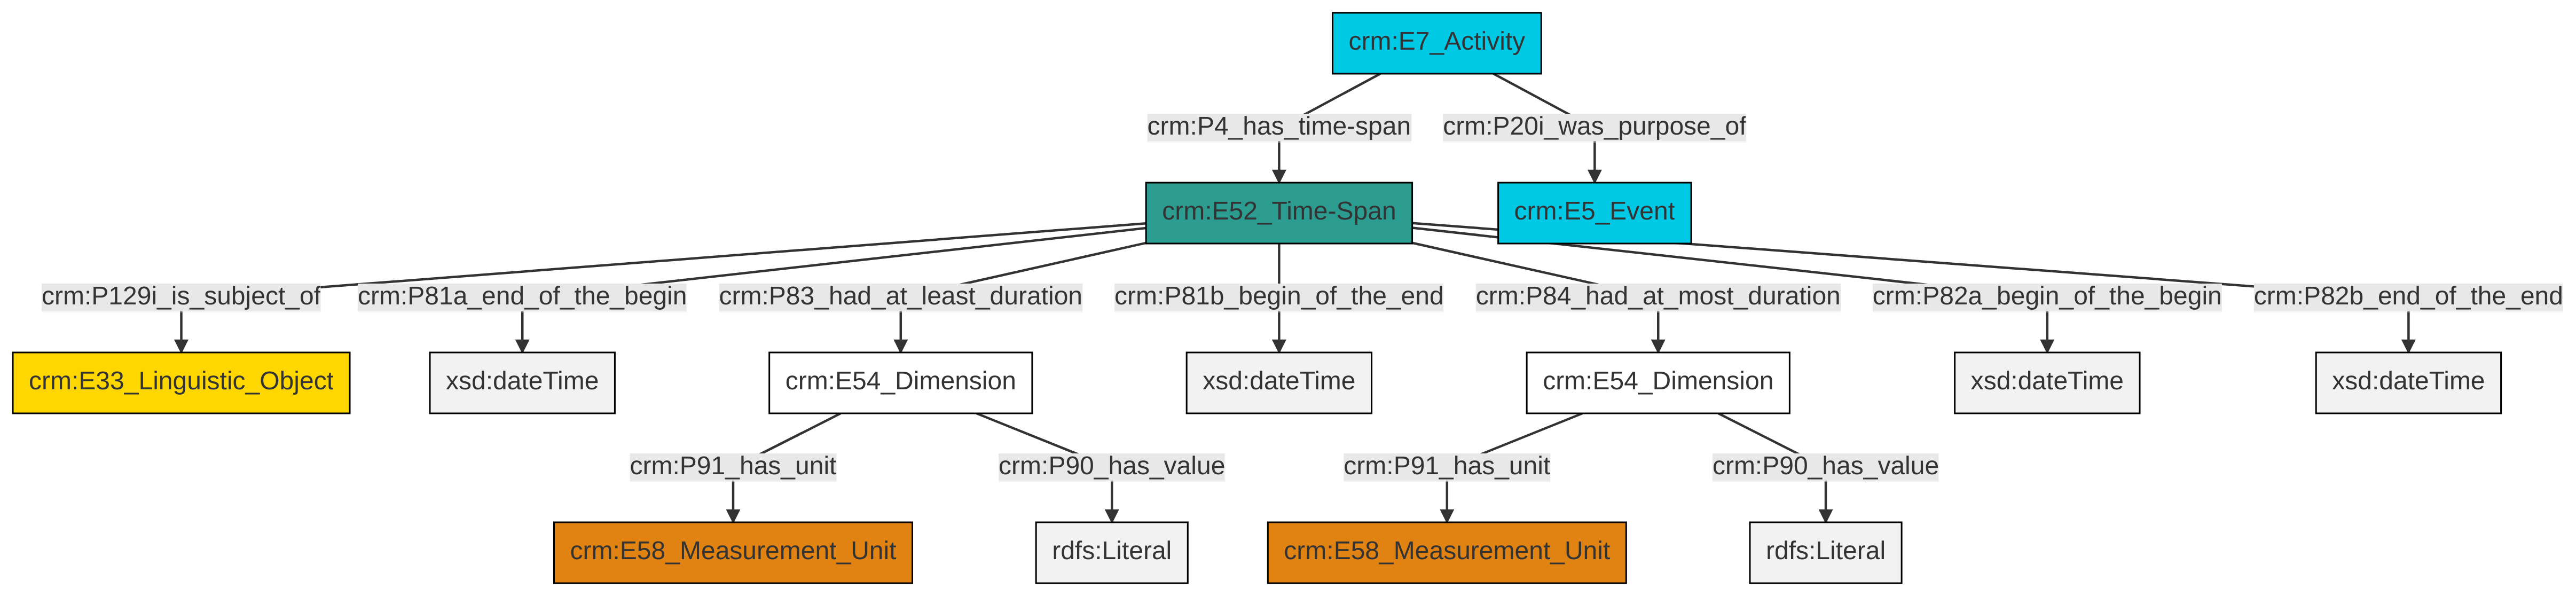 crm:E7_Activity
crm:P4_has_time-span
crm:P20i_was_purpose_of
crm:E52_Time-Span
crm:E5_Event
crm:P129i_is_subject_of
crm:P81a_end_of_the_begin
crm:P83_had_at_least_duration
crm:P81b_begin_of_the_end
crm:P84_had_at_most_duration
crm:P82a_begin_of_the_begin
crm:P82b_end_of_the_end
crm:E33_Linguistic_Object
xsd:dateTime
crm:E54_Dimension
xsd:dateTime
crm:E54_Dimension
xsd:dateTime
xsd:dateTime
crm:P91_has_unit
crm:P90_has_value
crm:P91_has_unit
crm:P90_has_value
crm:E58_Measurement_Unit
rdfs:Literal
crm:E58_Measurement_Unit
rdfs:Literal